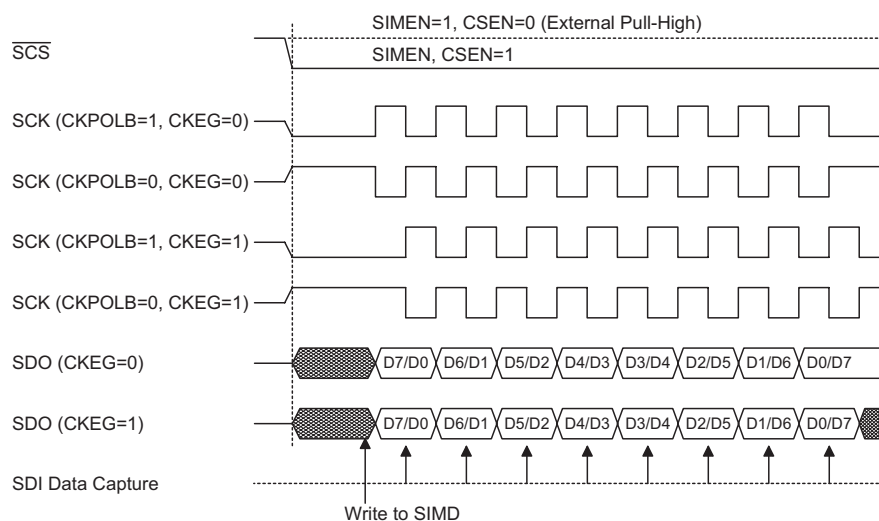 SIMEN=1, CSEN=0 (External Pull-High)
SCS
SIMEN, CSEN=1
SCK (CKPOLB=1, CKEG=0)
SCK (CKPOLB=0, CKEG=0)
SCK (CKPOLB=1, CKEG=1)
SCK (CKPOLB=0, CKEG=1)
SDO (CKEG=0) D7/D0 D6/D1 D5/D2 D4/D3 D3/D4 D2/D5 D1/D6 D0/D7
SDO (CKEG=1) D7/D0 D6/D1 D5/D2 D4/D3 D3/D4 D2/D5 D1/D6 D0/D7
SDI Data Capture
Write to SIMD